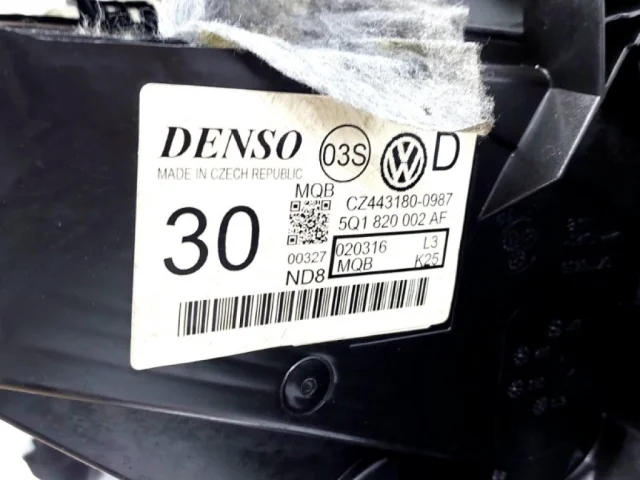 DENSO 03S VW D
MADE IN CZECH REPUBLIC
MQB CZ443180-0987
30 5Q1 820 002 AF
00327 020316 L3
ND8 MQB K25